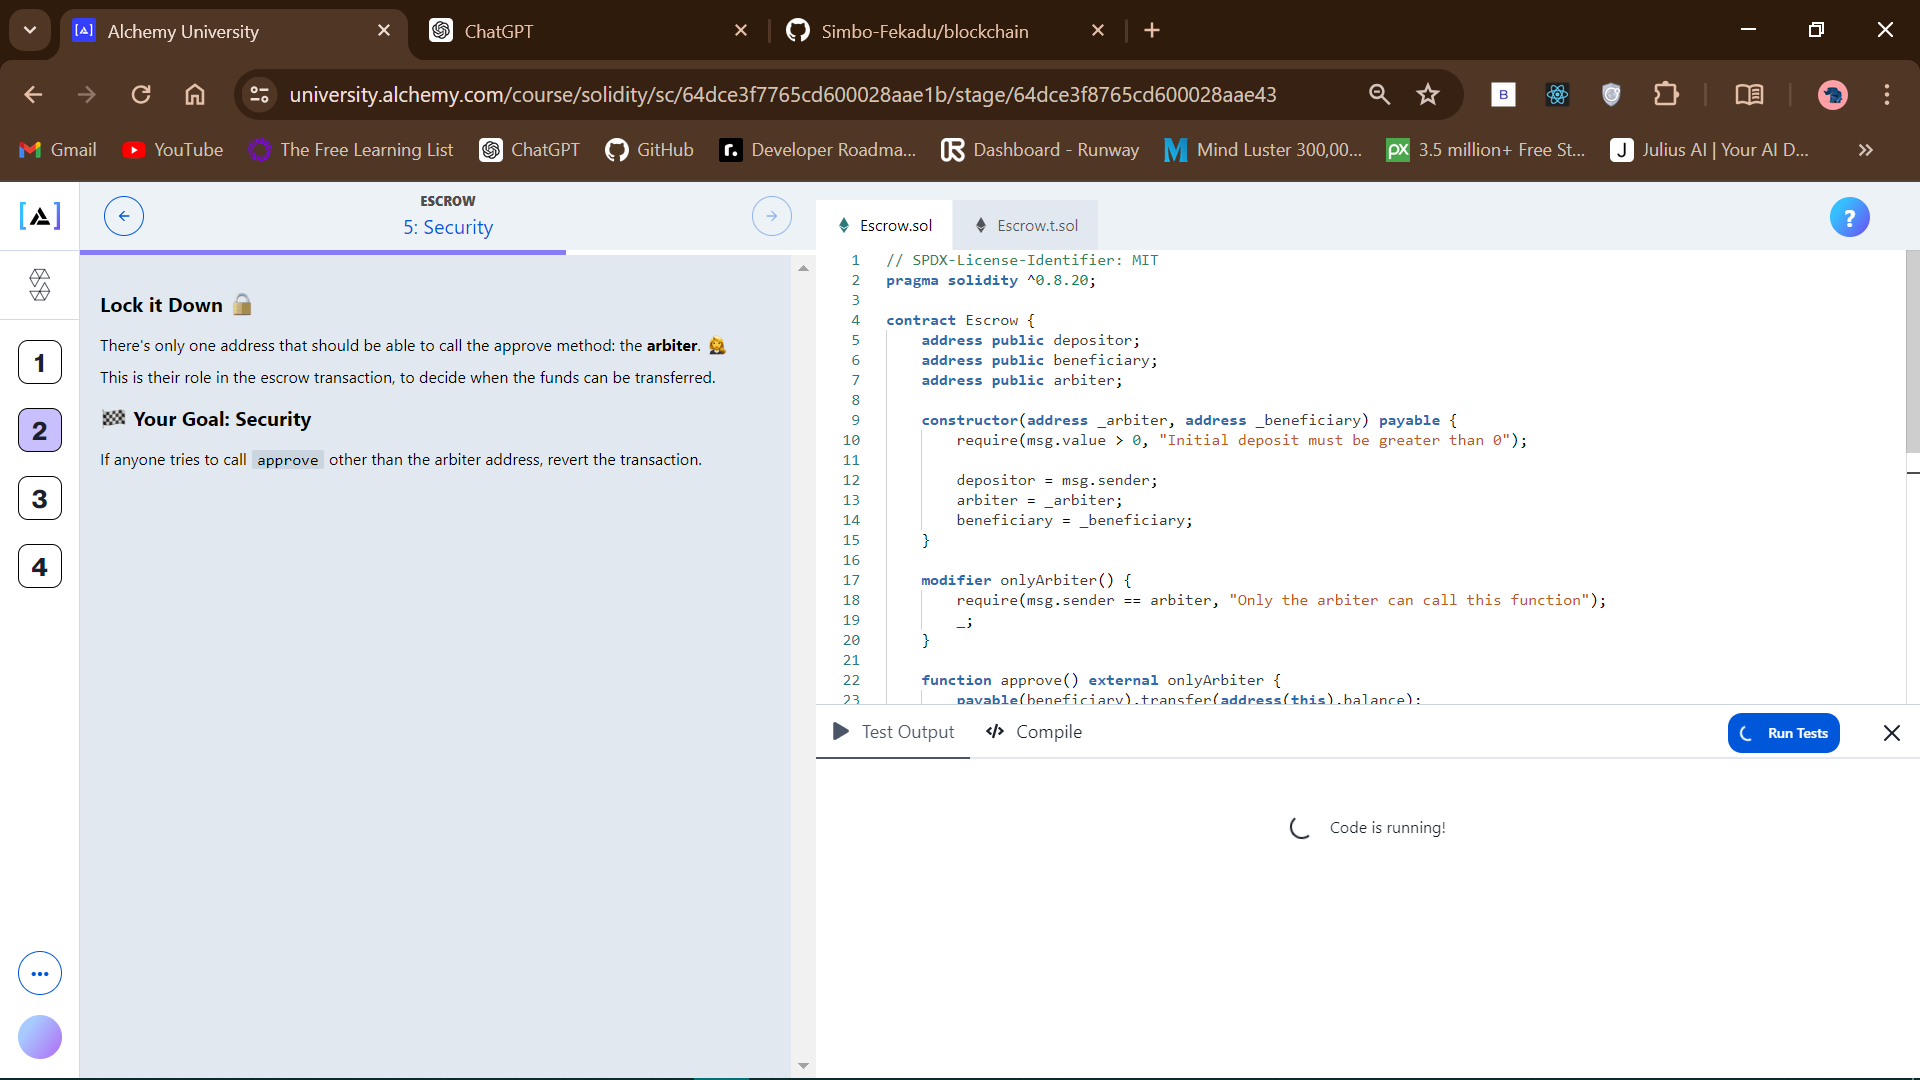 Alchemy University
ChatGPT
Simbo-Fekadu/blockchain
university.alchemy.com/course/solidity/sc/64dce3f7765cd600028aae1b/stage/64dce3f8765cd600028aae43
B
Gmail
YouTube
The Free Learning List
ChatGPT
GitHub
r.
Developer Roadma...
Dashboard - Runway
Mind Luster 300,00...
px
3.5 million+ Free St...
J
Julius AI | Your AI D...
ESCROW
5: Security
1
2
3
4
Lock it Down
There's only one address that should be able to call the approve method: the arbiter.
This is their role in the escrow transaction, to decide when the funds can be transferred.
Your Goal: Security
If anyone tries to call approve other than the arbiter address, revert the transaction.
Escrow.sol
Escrow.t.sol
?
1 // SPDX-License-Identifier: MIT
2 pragma solidity ^0.8.20;
3
4 contract Escrow {
5 address public depositor;
6 address public beneficiary;
7 address public arbiter;
8
9 constructor(address _arbiter, address _beneficiary) payable {
10 require(msg.value > 0, "Initial deposit must be greater than 0");
11
12 depositor = msg.sender;
13 arbiter = _arbiter;
14 beneficiary = _beneficiary;
15 }
16
17 modifier onlyArbiter() {
18 require(msg.sender == arbiter, "Only the arbiter can call this function");
19 _;
20 }
21
22 function approve() external onlyArbiter {
23 payable(beneficiary).transfer(address(this).balance);
Test Output
Compile
Run Tests
Code is running!